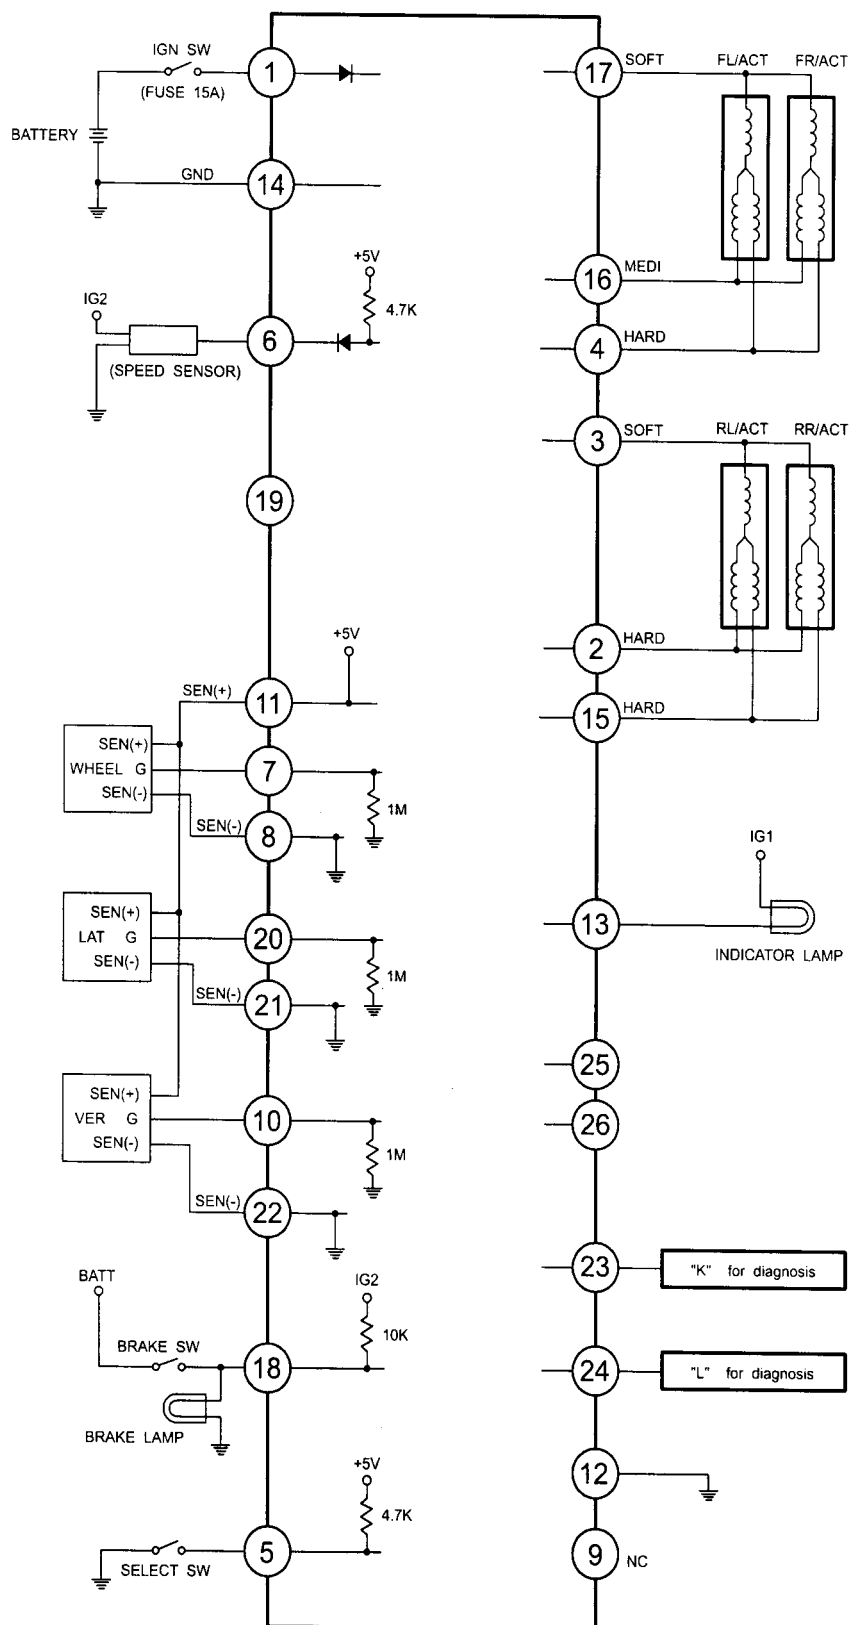 IGN SW
1
(FUSE 15A)
BATTERY
GND
14
+5V
4.7K
IG2
6
(SPEED SENSOR)
19
+5V
SEN(+)
11
SEN(+)
WHEEL G
SEN(-)
7
1M
SEN(-)
8
SEN(+)
LAT G
SEN(-)
20
1M
SEN(-)
21
SEN(+)
VER G
SEN(-)
10
1M
SEN(-)
22
BATT
IG2
10K
BRAKE SW
18
BRAKE LAMP
+5V
4.7K
5
SELECT SW
17
SOFT
FL/ACT
FR/ACT
16
MEDI
4
HARD
3
SOFT
RL/ACT
RR/ACT
2
HARD
15
HARD
IG1
13
INDICATOR LAMP
25
26
23
"K" for diagnosis
24
"L" for diagnosis
12
9
NC